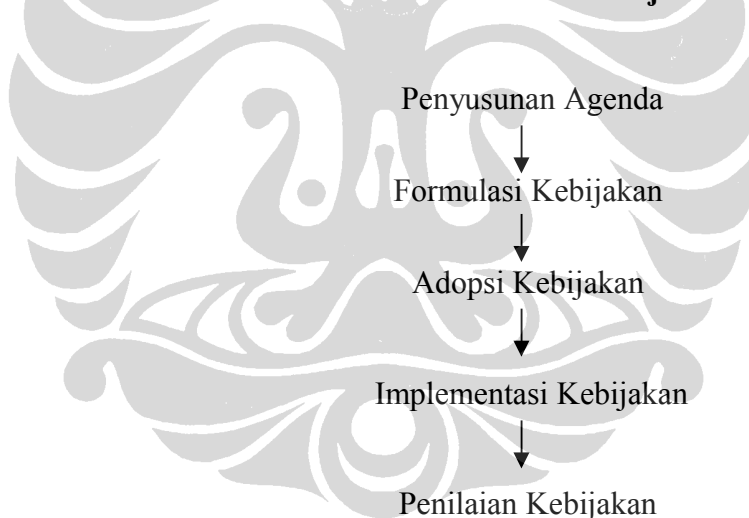 Penyusunan Agenda
Formulasi Kebijakan
Adopsi Kebijakan
Implementasi Kebijakan
Penilaian Kebijakan